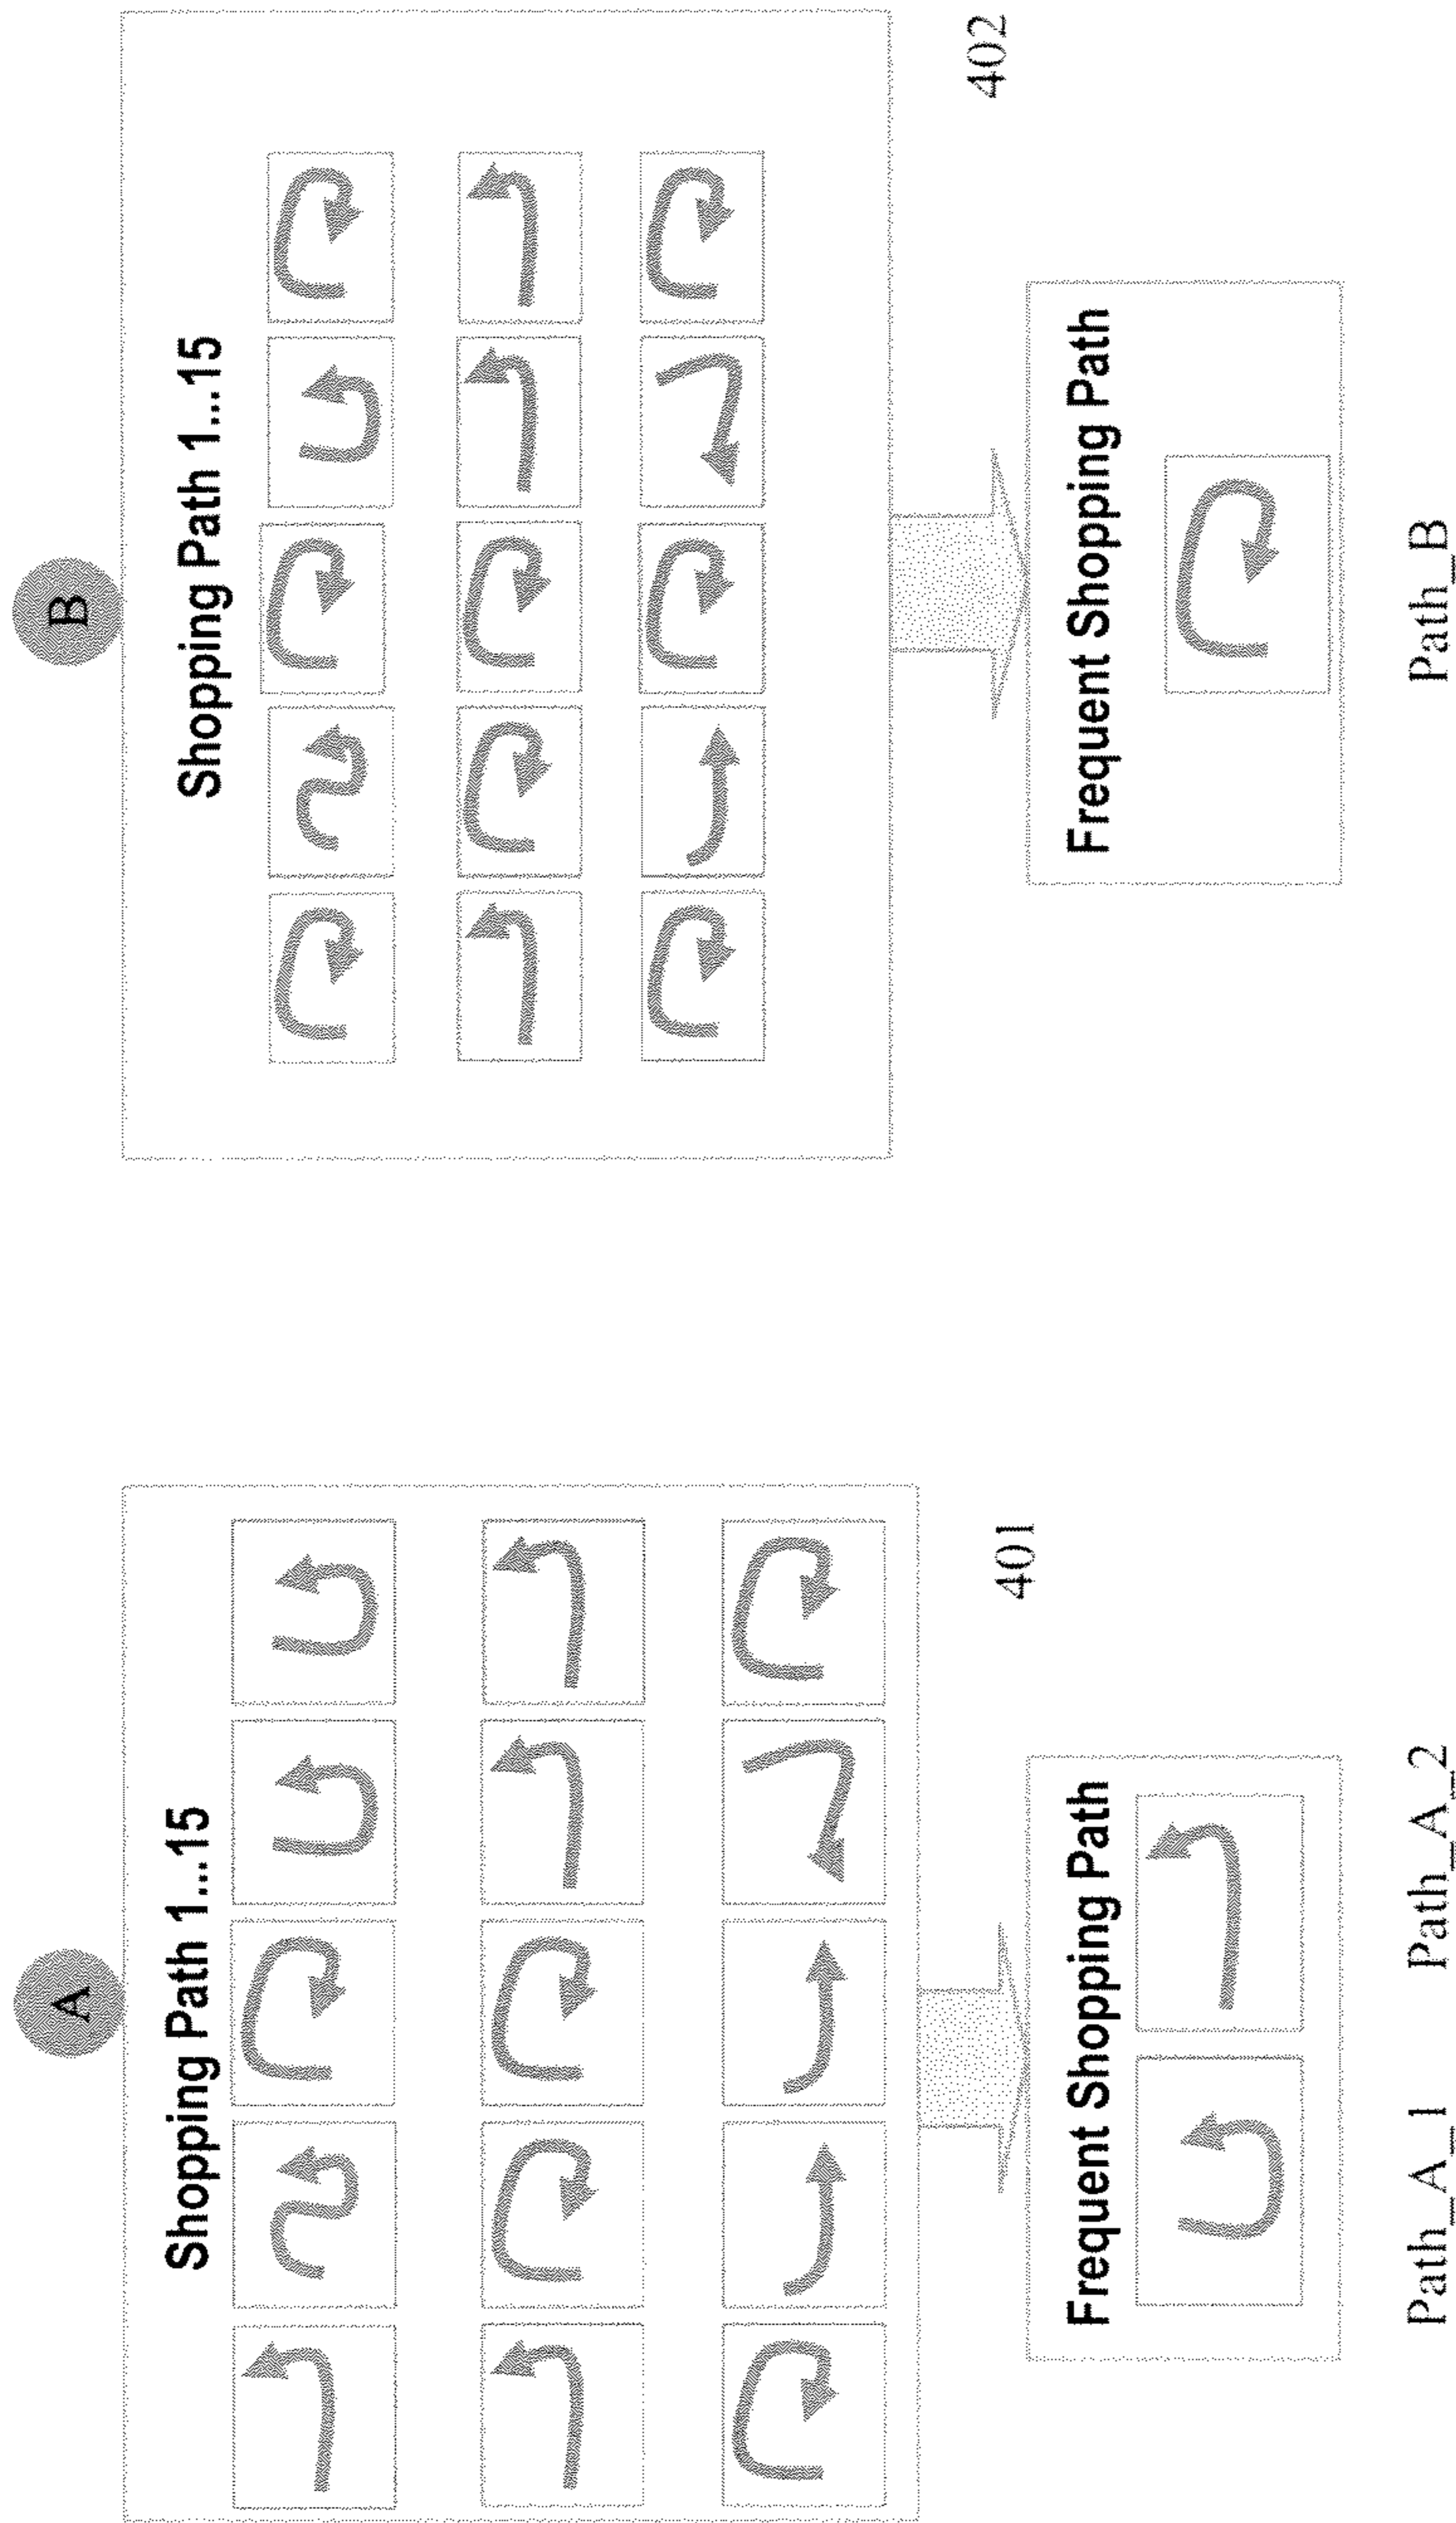 A
Shopping Path 1...15
401
Frequent Shopping Path
Path_A_1
Path_A_2
B
Shopping Path 1...15
402
Frequent Shopping Path
Path_B